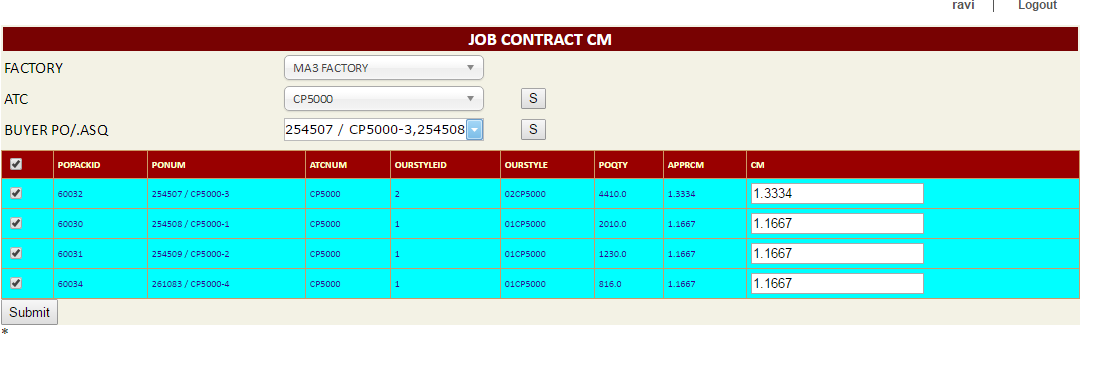 ravi | Logout
JOB CONTRACT CM
FACTORY MA3 FACTORY
ATC CP5000 S
BUYER PO/.ASQ 254507 / CP5000-3,254508 S
POPACKID PONUM ATCNUM OURSTYLEID OURSTYLE POQTY APPRCM CM
60032 254507 / CP5000-3 CP5000 2 02CP5000 4410.0 1.3334 1.3334
60030 254508 / CP5000-1 CP5000 1 01CP5000 2010.0 1.1667 1.1667
60031 254509 / CP5000-2 CP5000 1 01CP5000 1230.0 1.1667 1.1667
60034 261083 / CP5000-4 CP5000 1 01CP5000 816.0 1.1667 1.1667
Submit
*